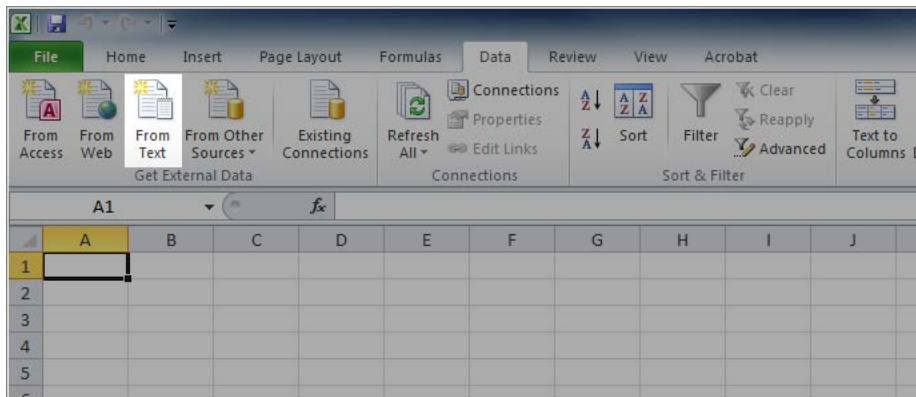 File Home Insert Page Layout Formulas Data Review View Acrobat
From Access
From Web
From Text
From Other Sources
Existing Connections
Get External Data
Refresh All
Connections
Properties
Edit Links
Connections
Sort
Filter
Clear
Reapply
Advanced
Sort & Filter
Text to Columns
A1 fx
A B C D E F G H I J
1
2
3
4
5